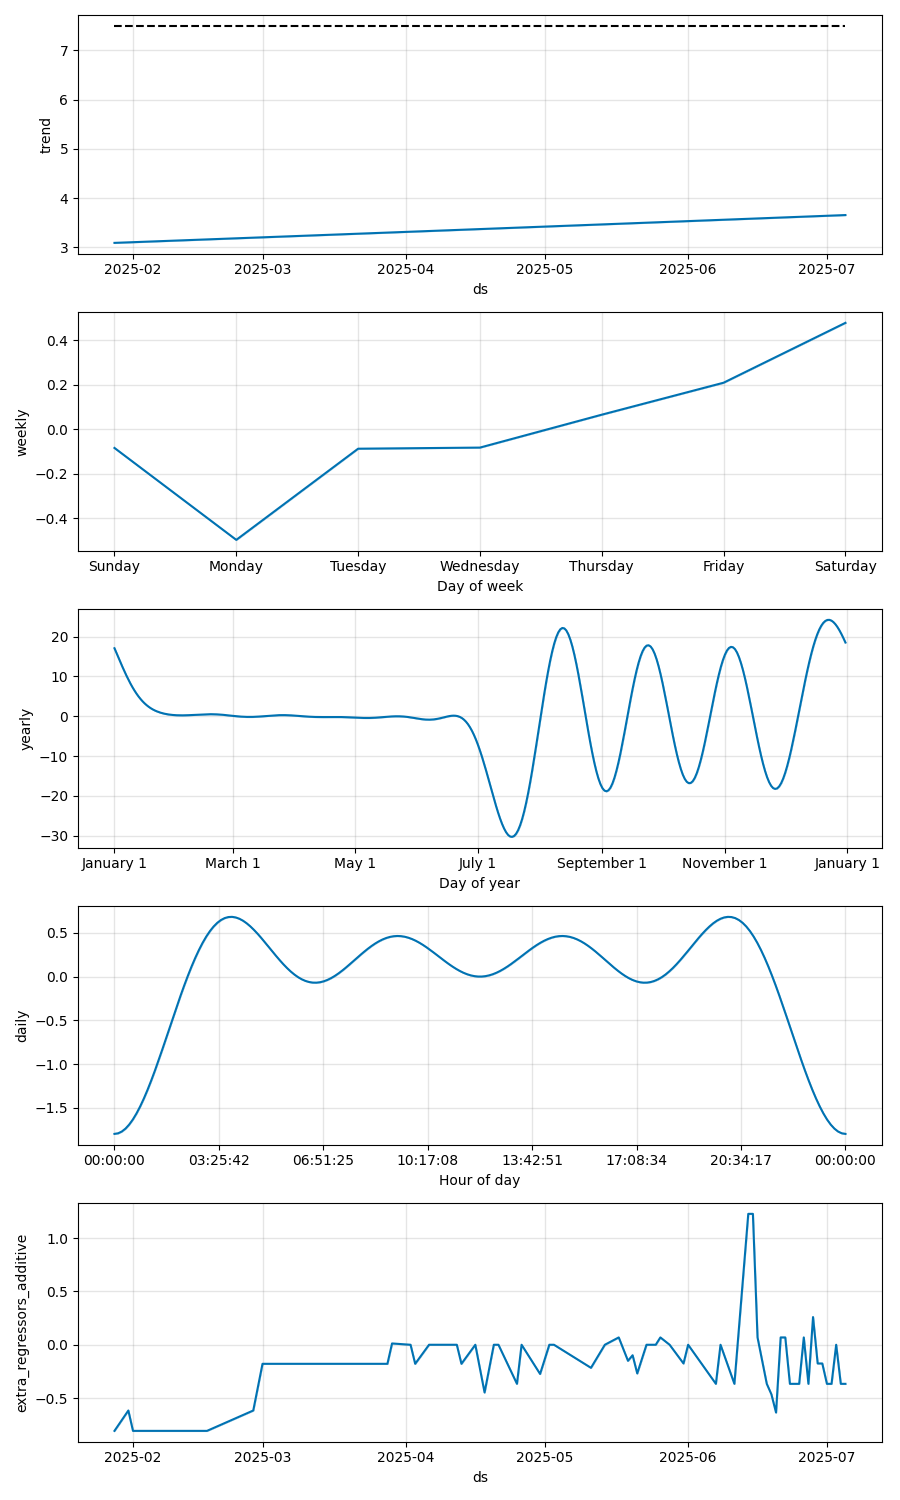 trend
7
6
5
4
3
2025-02 2025-03 2025-04 2025-05 2025-06 2025-07
ds
weekly
0.4
0.2
0.0
−0.2
−0.4
Sunday Monday Tuesday Wednesday Thursday Friday Saturday
Day of week
yearly
20
10
0
−10
−20
−30
January 1 March 1 May 1 July 1 September 1 November 1 January 1
Day of year
daily
0.5
0.0
−0.5
−1.0
−1.5
00:00:00 03:25:42 06:51:25 10:17:08 13:42:51 17:08:34 20:34:17 00:00:00
Hour of day
extra_regressors_additive
1.0
0.5
0.0
−0.5
2025-02 2025-03 2025-04 2025-05 2025-06 2025-07
ds